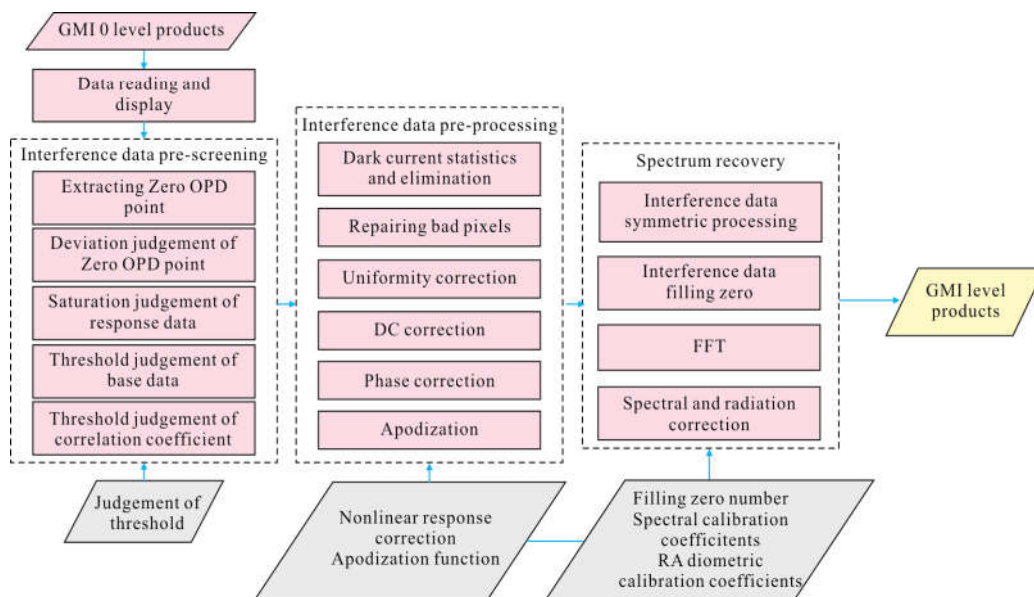 GMI 0 level products
Data reading and
display
Interference data pre-screening
Extracting Zero OPD
point
Deviation judgement of
Zero OPD point
Saturation judgement of
response data
Threshold judgement of
base data
Threshold judgement of
correlation coefficient
Judgement of
threshold
Interference data pre-processing
Dark current statistics
and elimination
Repairing bad pixels
Uniformity correction
DC correction
Phase correction
Apodization
Nonlinear response
correction
Apodization function
Spectrum recovery
Interference data
symmetric processing
Interference data
filling zero
FFT
Spectral and radiation
correction
Filling zero number
Spectral calibration
coefficitents
RA diometric
calibration coefficients
GMI level
products